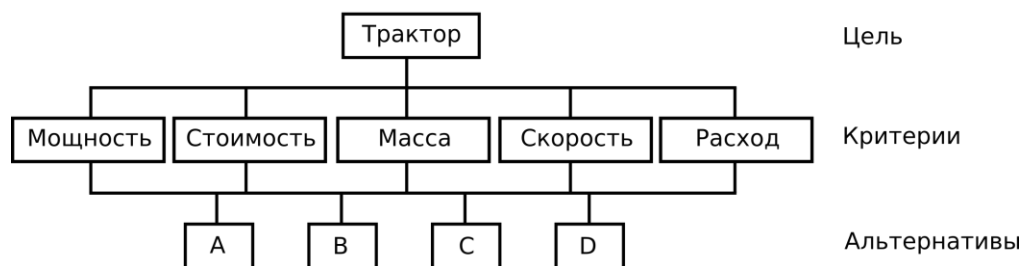 Трактор
Цель
Мощность
Стоимость
Масса
Скорость
Расход
Критерии
A
B
C
D
Альтернативы